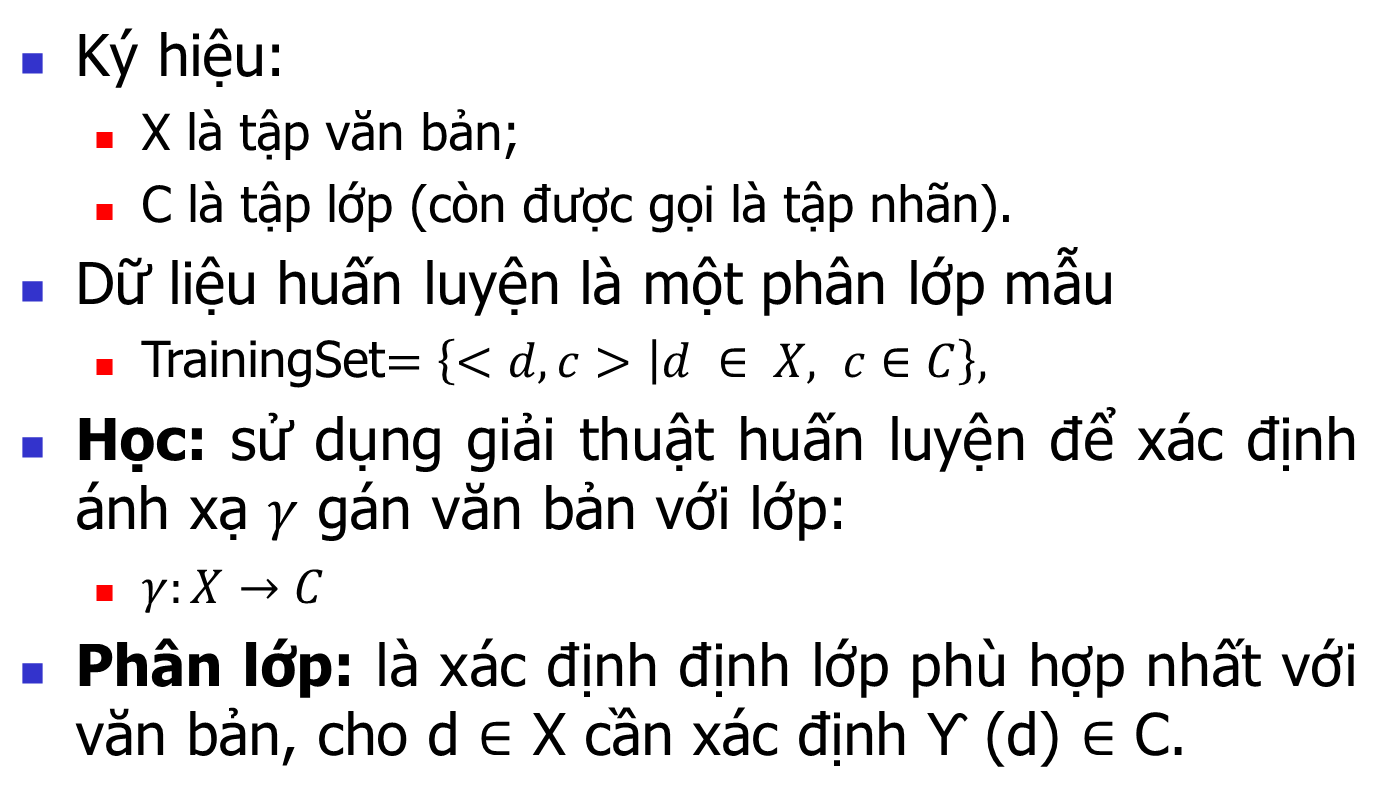 Ký hiệu:
X là tập văn bản;
C là tập lớp (còn được gọi là tập nhãn).
Dữ liệu huấn luyện là một phân lớp mẫu
TrainingSet= {< d, c > |d ∈ X, c ∈ C},
Học: sử dụng giải thuật huấn luyện để xác định
ánh xạ γ gán văn bản với lớp:
γ: X → C
Phân lớp: là xác định định lớp phù hợp nhất với
văn bản, cho d ∈ X cần xác định ϒ (d) ∈ C.